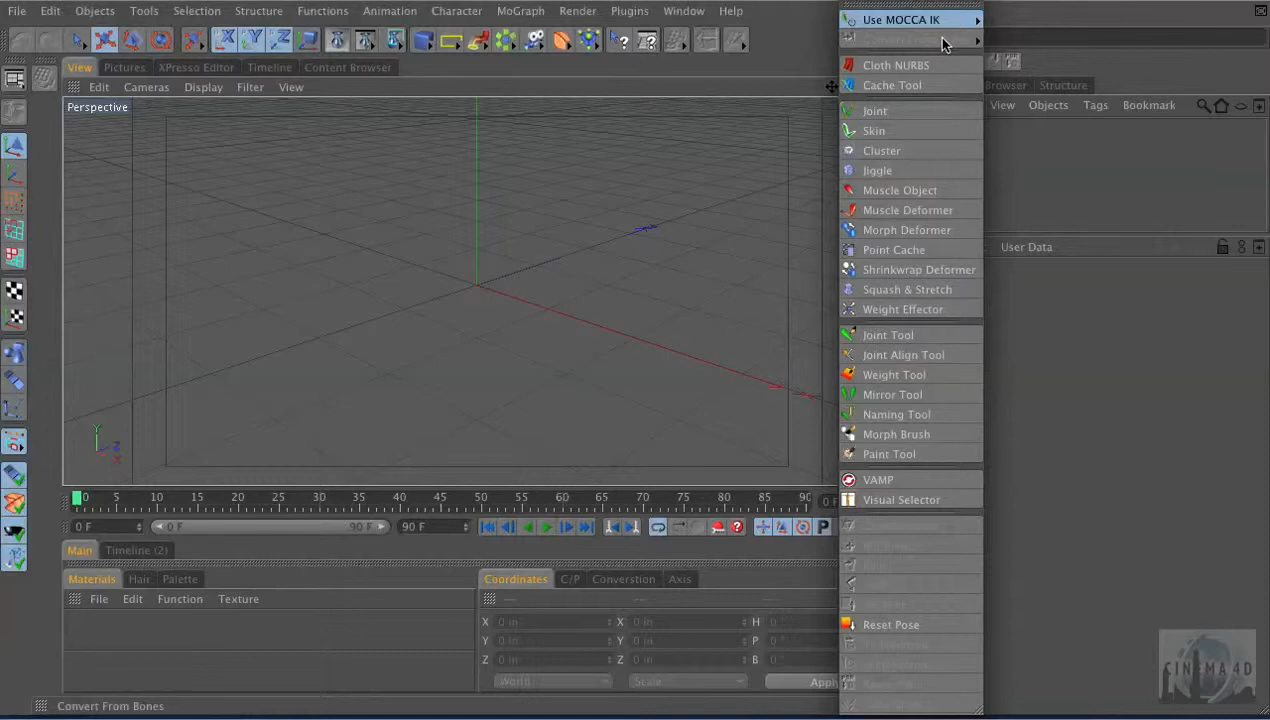 File Edit Objects Tools Selection Structure Functions Animation Character MoGraph Render Plugins Window Help
Use MOCCA IK
View Pictures XPresso Editor Timeline Content Browser
Browser Structure
Edit Cameras Display Filter View
View Objects Tags Bookmark
Perspective
User Data
Cloth NURBS
Cache Tool
Joint
Skin
Cluster
Jiggle
Muscle Object
Muscle Deformer
Morph Deformer
Point Cache
Shrinkwrap Deformer
Squash & Stretch
Weight Effector
Joint Tool
Joint Align Tool
Weight Tool
Mirror Tool
Naming Tool
Morph Brush
Paint Tool
VAMP
Visual Selector
Reset Pose
Y Z X
0 5 10 15 20 25 30 35 40 45 50 55 60 65 70 75 80 85 90 0 F
0 F 0 F 90 F 90 F
Main Timeline (2)
Materials Hair Palette
File Edit Function Texture
Coordinates C/P Converstion Axis
X 0 in X 0 in H 0 °
Y 0 in Y 0 in P 0 °
Z 0 in Z 0 in B 0 °
World Scale Apply
Convert From Bones
CINEMA 4D